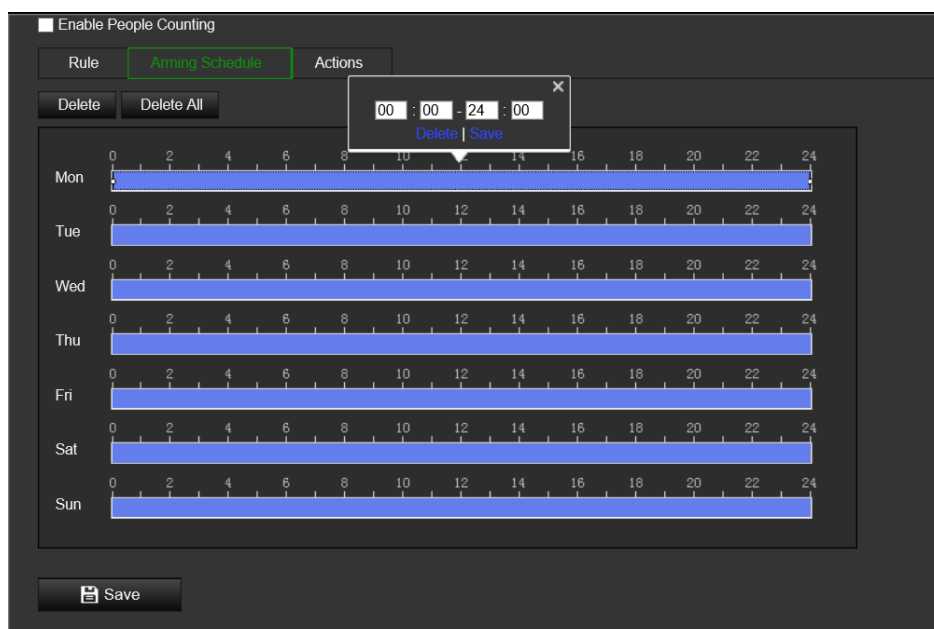 Enable People Counting
Rule Arming Schedule Actions
Delete Delete All
00 : 00 - 24 : 00
Delete | Save
0 2 4 6 8 10 12 14 16 18 20 22 24
Mon
0 2 4 6 8 10 12 14 16 18 20 22 24
Tue
0 2 4 6 8 10 12 14 16 18 20 22 24
Wed
0 2 4 6 8 10 12 14 16 18 20 22 24
Thu
0 2 4 6 8 10 12 14 16 18 20 22 24
Fri
0 2 4 6 8 10 12 14 16 18 20 22 24
Sat
0 2 4 6 8 10 12 14 16 18 20 22 24
Sun
Save